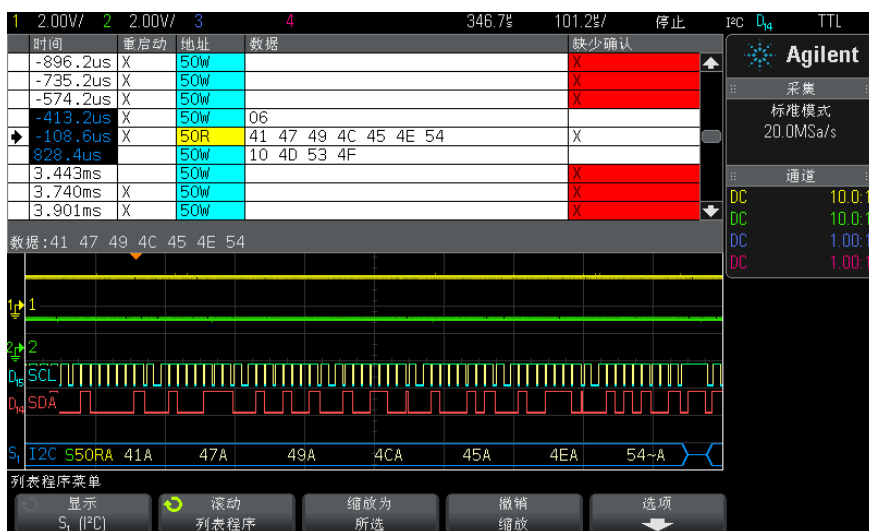 1 2.00V/ 2 2.00V/ 3 4 346.7㎲ 101.2㎲/ 停止 I²C D₁₄ TTL
时间 重启动 地址 数据 缺少确认
-896.2us X 50W X
-735.2us X 50W X
-574.2us X 50W X
-413.2us X 50W 06
-108.6us X 50R 41 47 49 4C 45 4E 54 X
828.4us 50W 10 4D 53 4F
3.443ms 50W X
3.740ms X 50W X
3.901ms X 50W X
数据:41 47 49 4C 45 4E 54
Agilent
采集
标准模式
20.0MSa/s
通道
DC 10.0:1
DC 10.0:1
DC 1.00:1
DC 1.00:1
1 1
2 2
D₁₅ SCL
D₁₄ SDA
S₁ I2C S50RA 41A 47A 49A 4CA 45A 4EA 54~A
列表程序菜单
显示 滚动 缩放为 撤销 选项
S₁ (I²C) 列表程序 所选 缩放